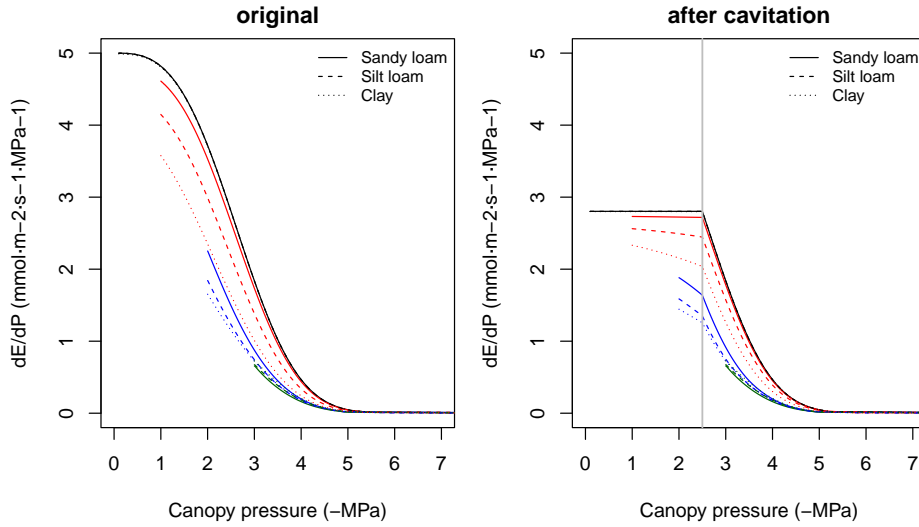 original
dE/dP (mmol·m−2·s−1·MPa−1)
5
4
3
2
1
0
Sandy loam
Silt loam
Clay
0 1 2 3 4 5 6 7
Canopy pressure (−MPa)
after cavitation
dE/dP (mmol·m−2·s−1·MPa−1)
5
4
3
2
1
0
Sandy loam
Silt loam
Clay
0 1 2 3 4 5 6 7
Canopy pressure (−MPa)